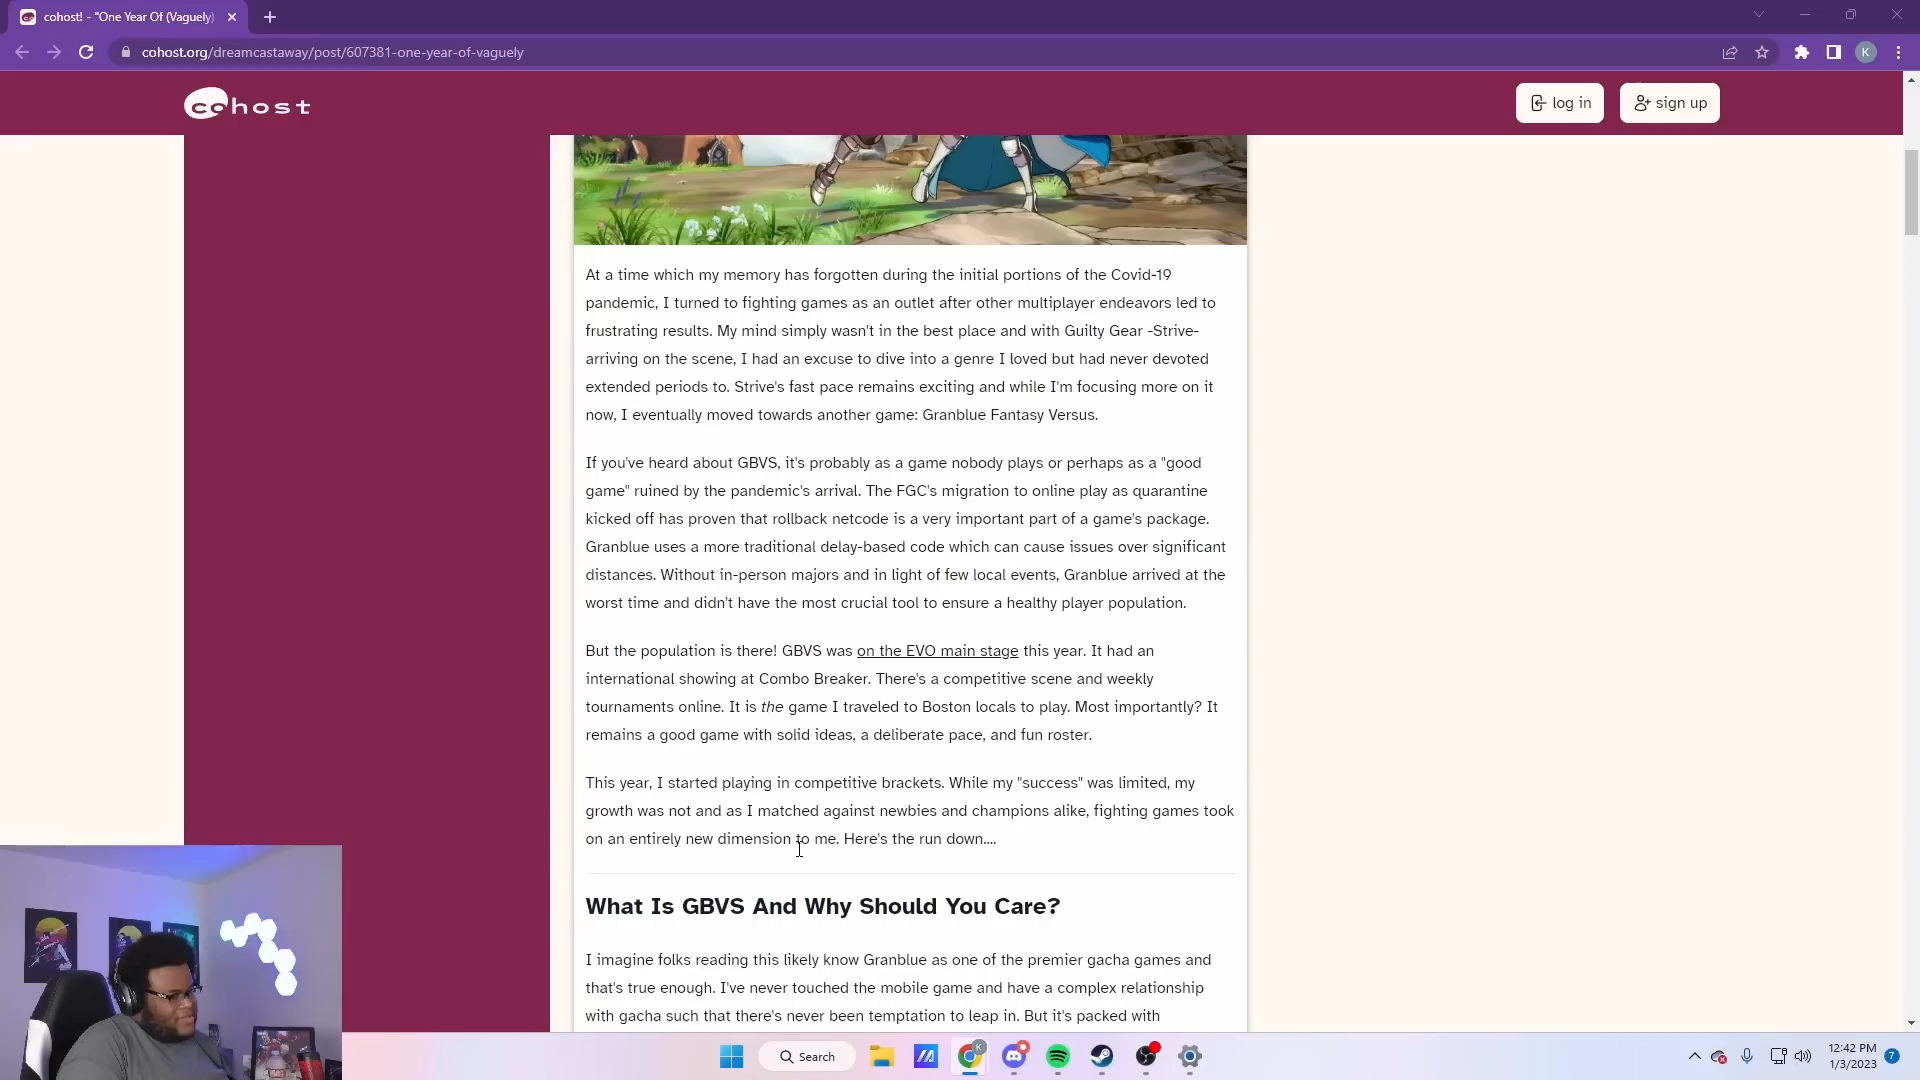 cohost! - "One Year Of (Vaguely)
cohost.org/dreamcastaway/post/607381-one-year-of-vaguely
K
cohost
log in
sign up
At a time which my memory has forgotten during the initial portions of the Covid-19
pandemic, I turned to fighting games as an outlet after other multiplayer endeavors led to
frustrating results. My mind simply wasn't in the best place and with Guilty Gear -Strive-
arriving on the scene, I had an excuse to dive into a genre I loved but had never devoted
extended periods to. Strive's fast pace remains exciting and while I'm focusing more on it
now, I eventually moved towards another game: Granblue Fantasy Versus.
If you've heard about GBVS, it's probably as a game nobody plays or perhaps as a "good
game" ruined by the pandemic's arrival. The FGC's migration to online play as quarantine
kicked off has proven that rollback netcode is a very important part of a game's package.
Granblue uses a more traditional delay-based code which can cause issues over significant
distances. Without in-person majors and in light of few local events, Granblue arrived at the
worst time and didn't have the most crucial tool to ensure a healthy player population.
But the population is there! GBVS was on the EVO main stage this year. It had an
international showing at Combo Breaker. There's a competitive scene and weekly
tournaments online. It is the game I traveled to Boston locals to play. Most importantly? It
remains a good game with solid ideas, a deliberate pace, and fun roster.
This year, I started playing in competitive brackets. While my "success" was limited, my
growth was not and as I matched against newbies and champions alike, fighting games took
on an entirely new dimension to me. Here's the run down....
What Is GBVS And Why Should You Care?
I imagine folks reading this likely know Granblue as one of the premier gacha games and
that's true enough. I've never touched the mobile game and have a complex relationship
with gacha such that there's never been temptation to leap in. But it's packed with
Search
K
12:42 PM
1/3/2023
7